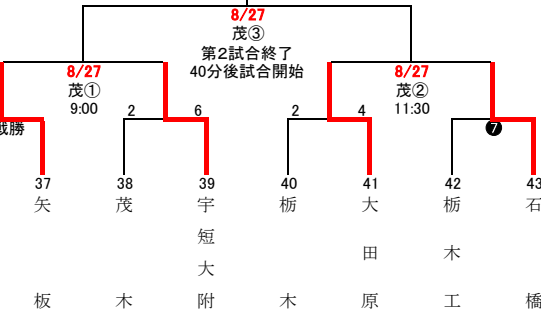 8/27
茂③
第2試合終了
40分後試合開始
8/27
茂①
9:00
8/27
茂②
11:30
2
6
2
4
戦勝
❼
37
38
39
40
41
42
43
矢板
茂木
宇短大附
栃木
大田原
栃木工
石橋